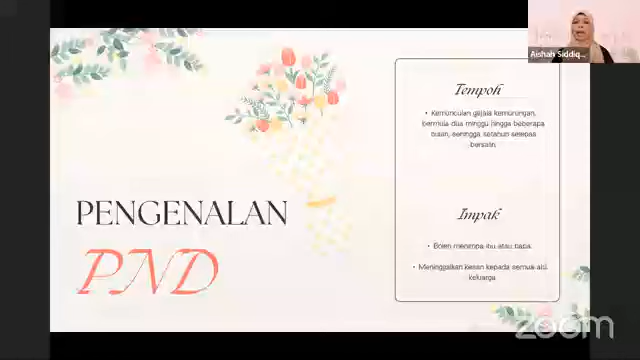 Aishah Siddiq...
PENGENALAN
PND
Tempoh
• Kemunculan gejala kemurungan,
bermula dua minggu hingga beberapa
bulan, sehingga setahun selepas
bersalin.
Impak
• Boleh menimpa ibu atau bapa.
• Meninggalkan kesan kepada semua ahli
keluarga
zoom